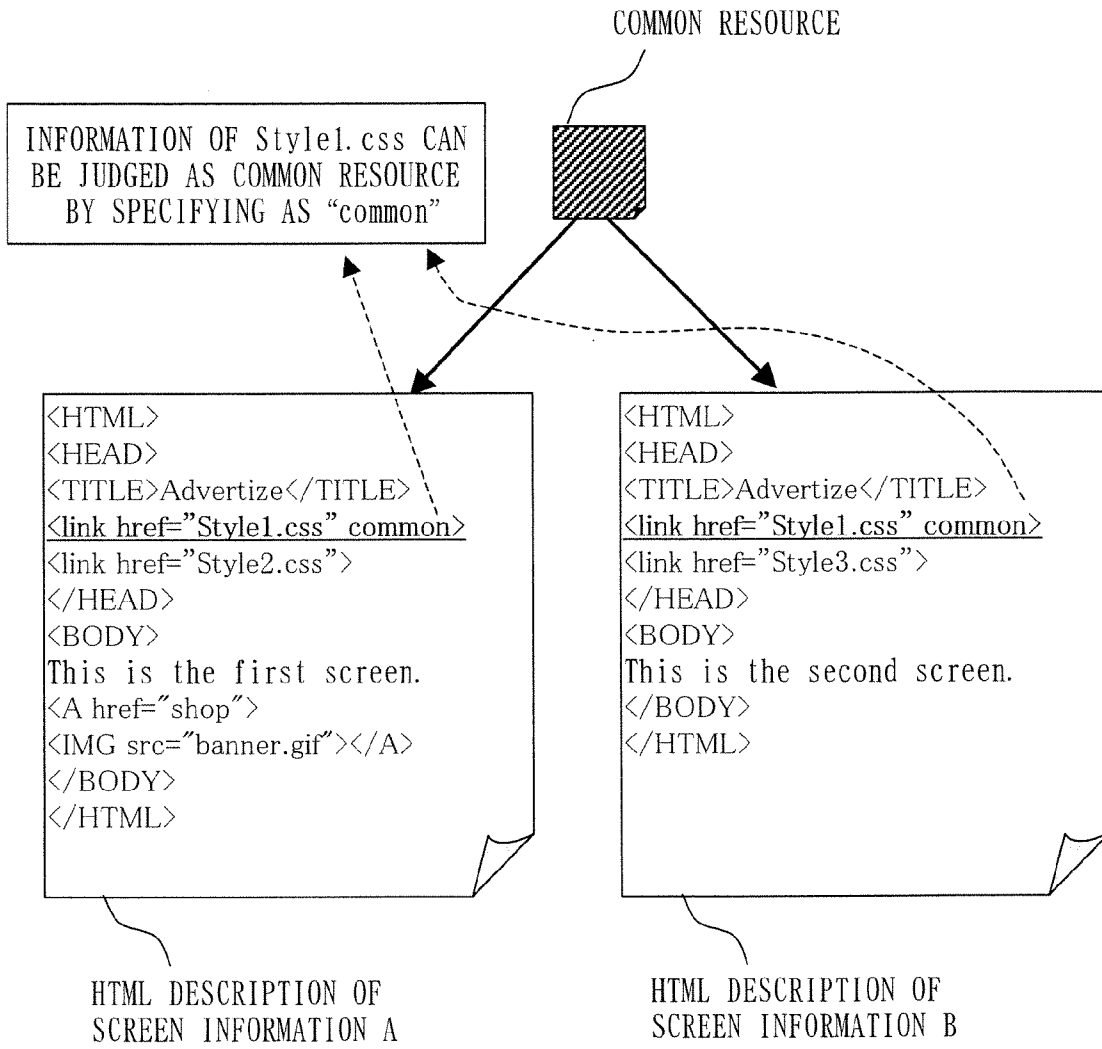 COMMON RESOURCE
INFORMATION OF Style1.css CAN
BE JUDGED AS COMMON RESOURCE
BY SPECIFYING AS “common”
<HTML>
<HEAD>
<TITLE>Advertize</TITLE>
<link href=”Style1.css” common>
<link href=”Style2.css”>
</HEAD>
<BODY>
This is the first screen.
<A href="shop">
<IMG src="banner.gif"></A>
</BODY>
</HTML>
HTML DESCRIPTION OF
SCREEN INFORMATION A
<HTML>
<HEAD>
<TITLE>Advertize</TITLE>
<link href=”Style1.css” common>
<link href=”Style3.css”>
</HEAD>
<BODY>
This is the second screen.
</BODY>
</HTML>
HTML DESCRIPTION OF
SCREEN INFORMATION B